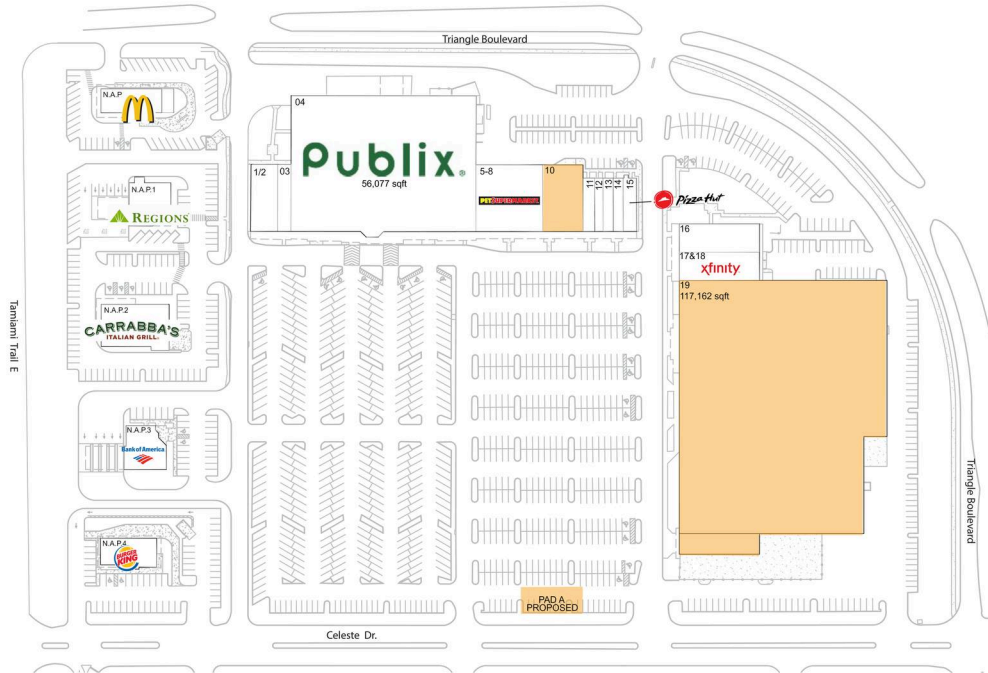 Triangle Boulevard
N.A.P
04
Publix.
56,077 sqft
1/2
03
5-8
PET SUPERMARKET
10
11
12
13
14
15
Pizza Hut
N.A.P.1
REGIONS
16
17&18
xfinity
19
117,162 sqft
N.A.P.2
CARRABBA'S
ITALIAN GRILL.
Tamiami Trail E
N.A.P.3
Bank of America
Triangle Boulevard
N.A.P.4
BURGER
KING
PAD A
PROPOSED
Celeste Dr.